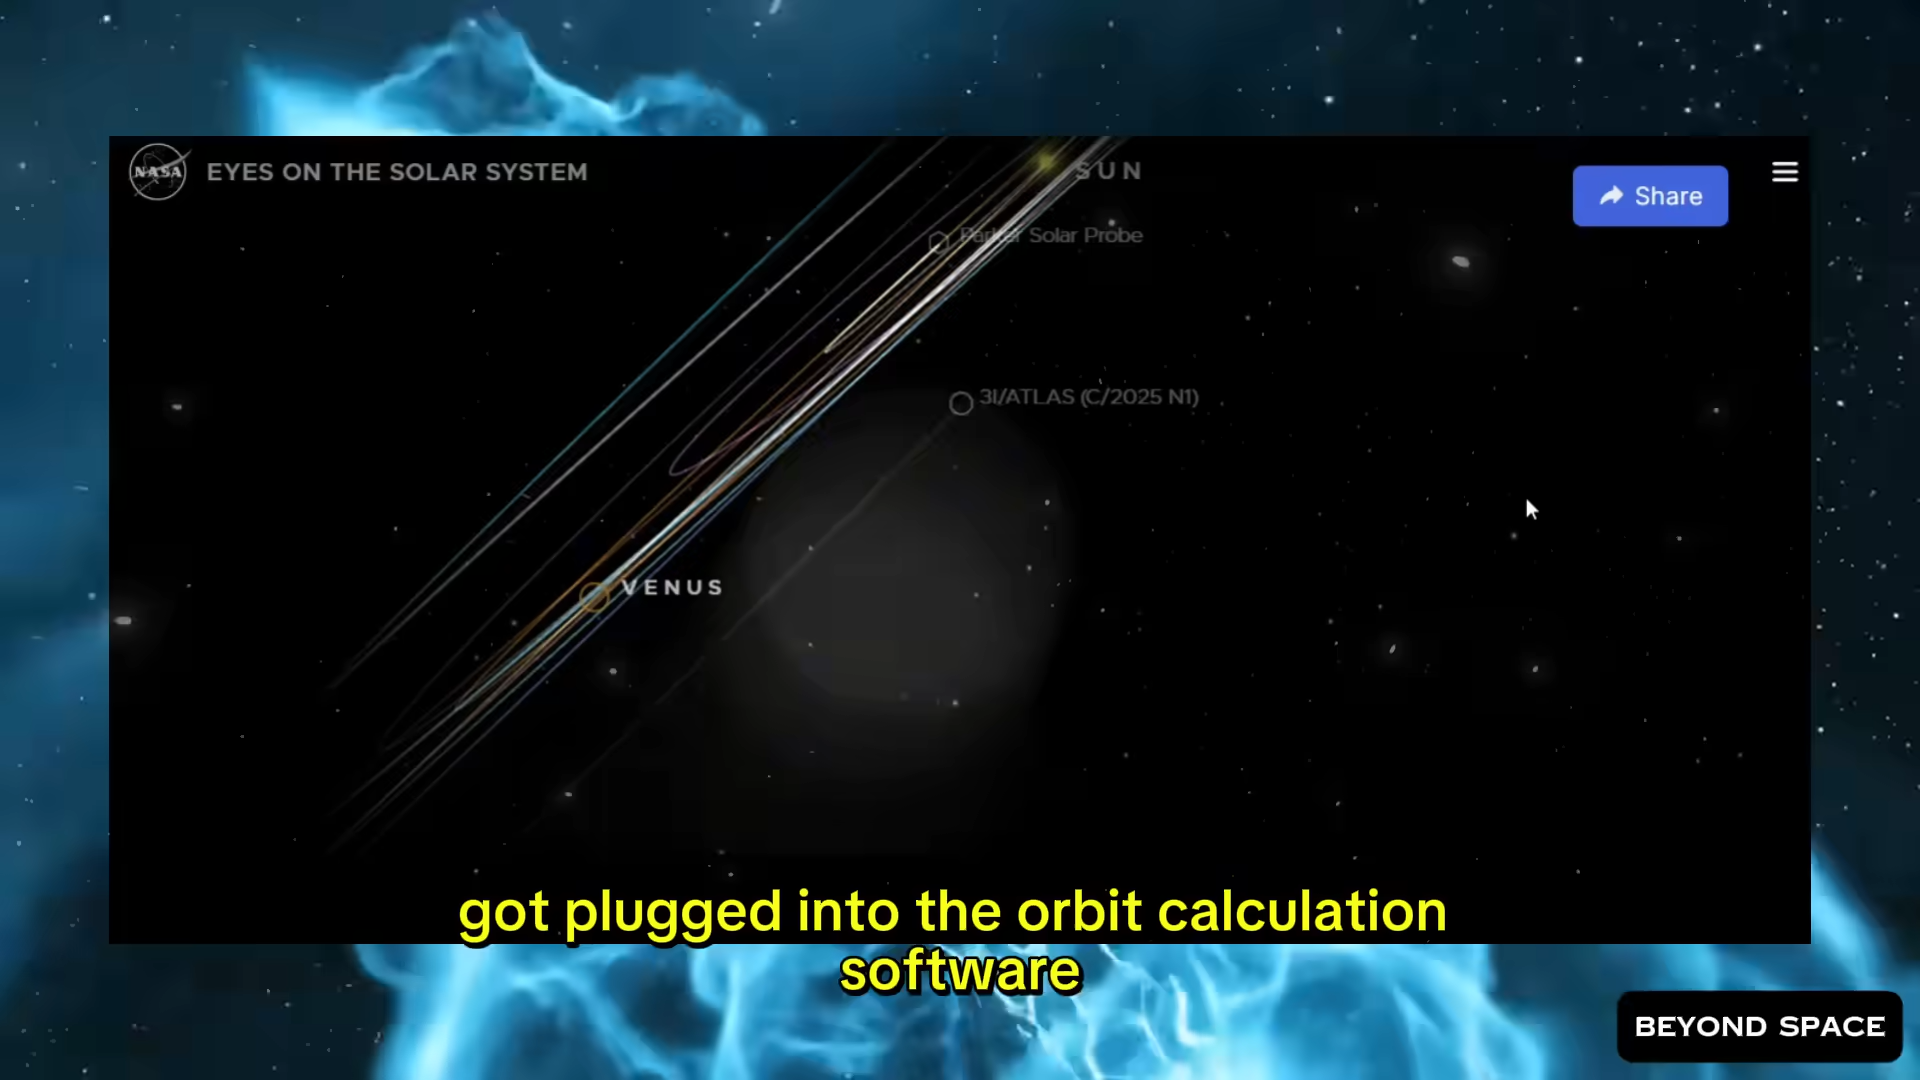 NASA
EYES ON THE SOLAR SYSTEM
SUN
Share
Parker Solar Probe
3I/ATLAS (C/2025 N1)
VENUS
got plugged into the orbit calculation
software
BEYOND SPACE